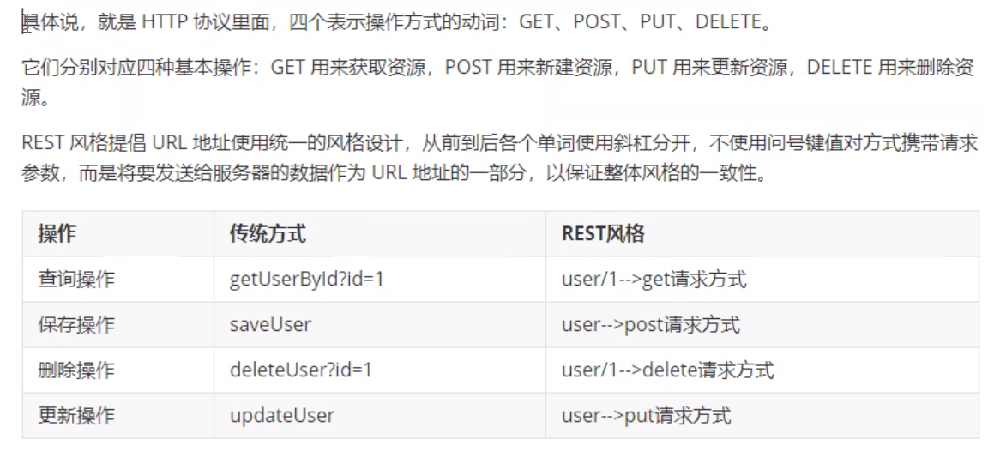 具体说，就是 HTTP 协议里面，四个表示操作方式的动词：GET、POST、PUT、DELETE。
它们分别对应四种基本操作：GET 用来获取资源，POST 用来新建资源，PUT 用来更新资源，DELETE 用来删除资
源。
REST 风格提倡 URL 地址使用统一的风格设计，从前到后各个单词使用斜杠分开，不使用问号键值对方式携带请求
参数，而是将要发送给服务器的数据作为 URL 地址的一部分，以保证整体风格的一致性。
操作 传统方式 REST风格
查询操作 getUserById?id=1 user/1-->get请求方式
保存操作 saveUser user-->post请求方式
删除操作 deleteUser?id=1 user/1-->delete请求方式
更新操作 updateUser user-->put请求方式